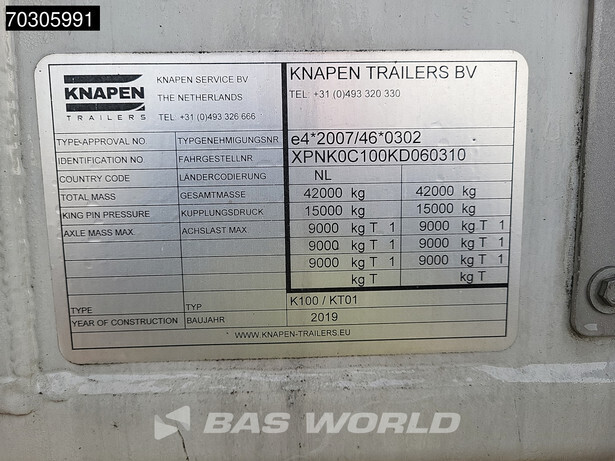 70305991
KNAPEN
TRAILERS
KNAPEN SERVICE BV
THE NETHERLANDS
TEL. +31 (0)493 326 666
KNAPEN TRAILERS BV
TEL. +31 (0)493 320 330
TYPE-APPROVAL NO TYPGENEHMIGUNGSNR e4*2007/46*0302
IDENTIFICATION NO FAHRGESTELLNR XPNK0C100KD060310
COUNTRY CODE LÄNDERCODIERUNG NL
TOTAL MASS GESAMTMASSE 42000 kg 42000 kg
KING PIN PRESSURE KUPPLUNGSDRUCK 15000 kg 15000 kg
AXLE MASS MAX. ACHSLAST MAX. 9000 kg T 1 9000 kg T 1
9000 kg T 1 9000 kg T 1
9000 kg T 1 9000 kg T 1
kg T kg T
TYPE TYP K100 / KT01
YEAR OF CONSTRUCTION BAUJAHR 2019
WWW.KNAPEN-TRAILERS.EU
BAS WORLD